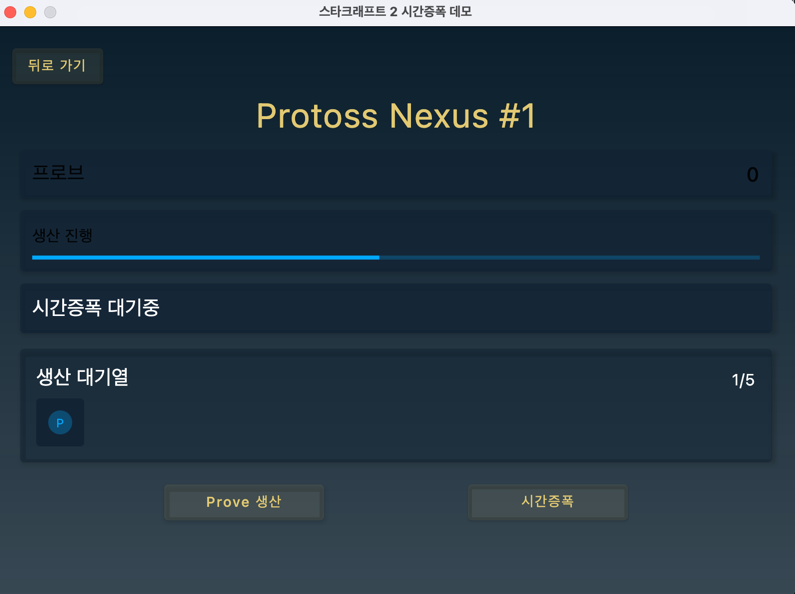 스타크래프트 2 시간증폭 데모
뒤로 가기
Protoss Nexus #1
프로브 0
생산 진행
시간증폭 대기중
생산 대기열 1/5
P
Prove 생산 시간증폭